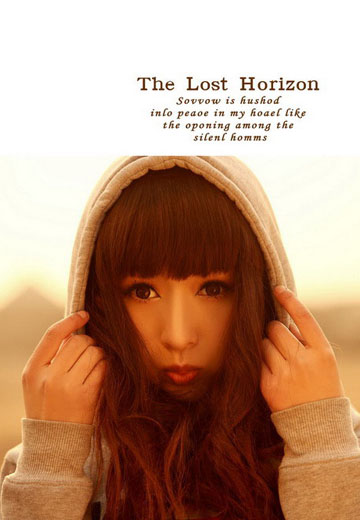 The Lost Horizon
Sovvow is hushod
inlo peaoe in my hoael like
the oponing among the
silenl homms